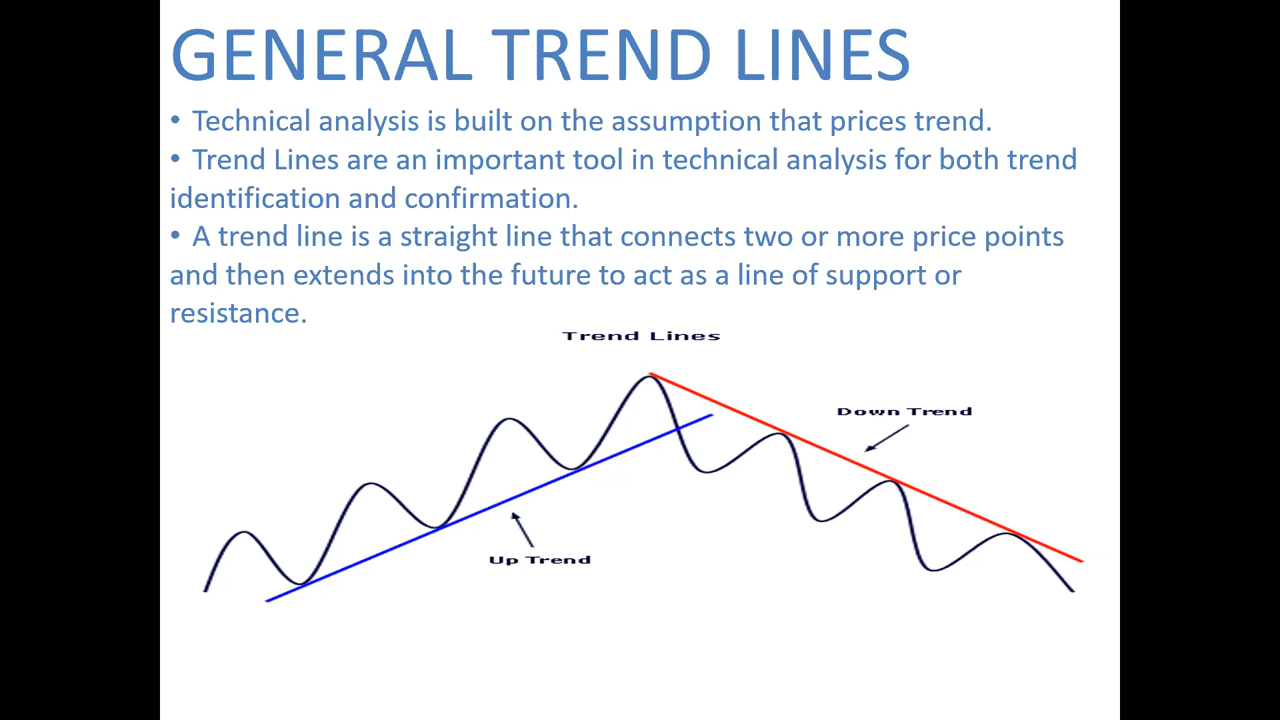 GENERAL TREND LINES
• Technical analysis is built on the assumption that prices trend.
• Trend Lines are an important tool in technical analysis for both trend
identification and confirmation.
• A trend line is a straight line that connects two or more price points
and then extends into the future to act as a line of support or
resistance.
Trend Lines
Down Trend
Up Trend